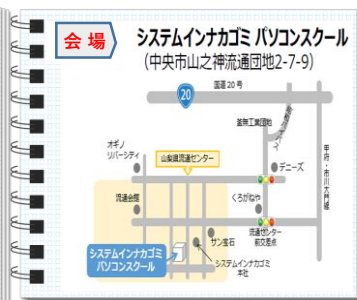 会場
システムインナカゴミ パソコンスクール
(中央市山之神流通団地2-7-9)
国道20号
20
釜無工業団地
オギノ
リバーシティ
山梨県流通センター
デニーズ
甲府・市川大門線
流通会館
くろがねや
流通センター
前交差点
サン宝石
システムインナカゴミ
パソコンスクール
システムインナカゴミ
本社